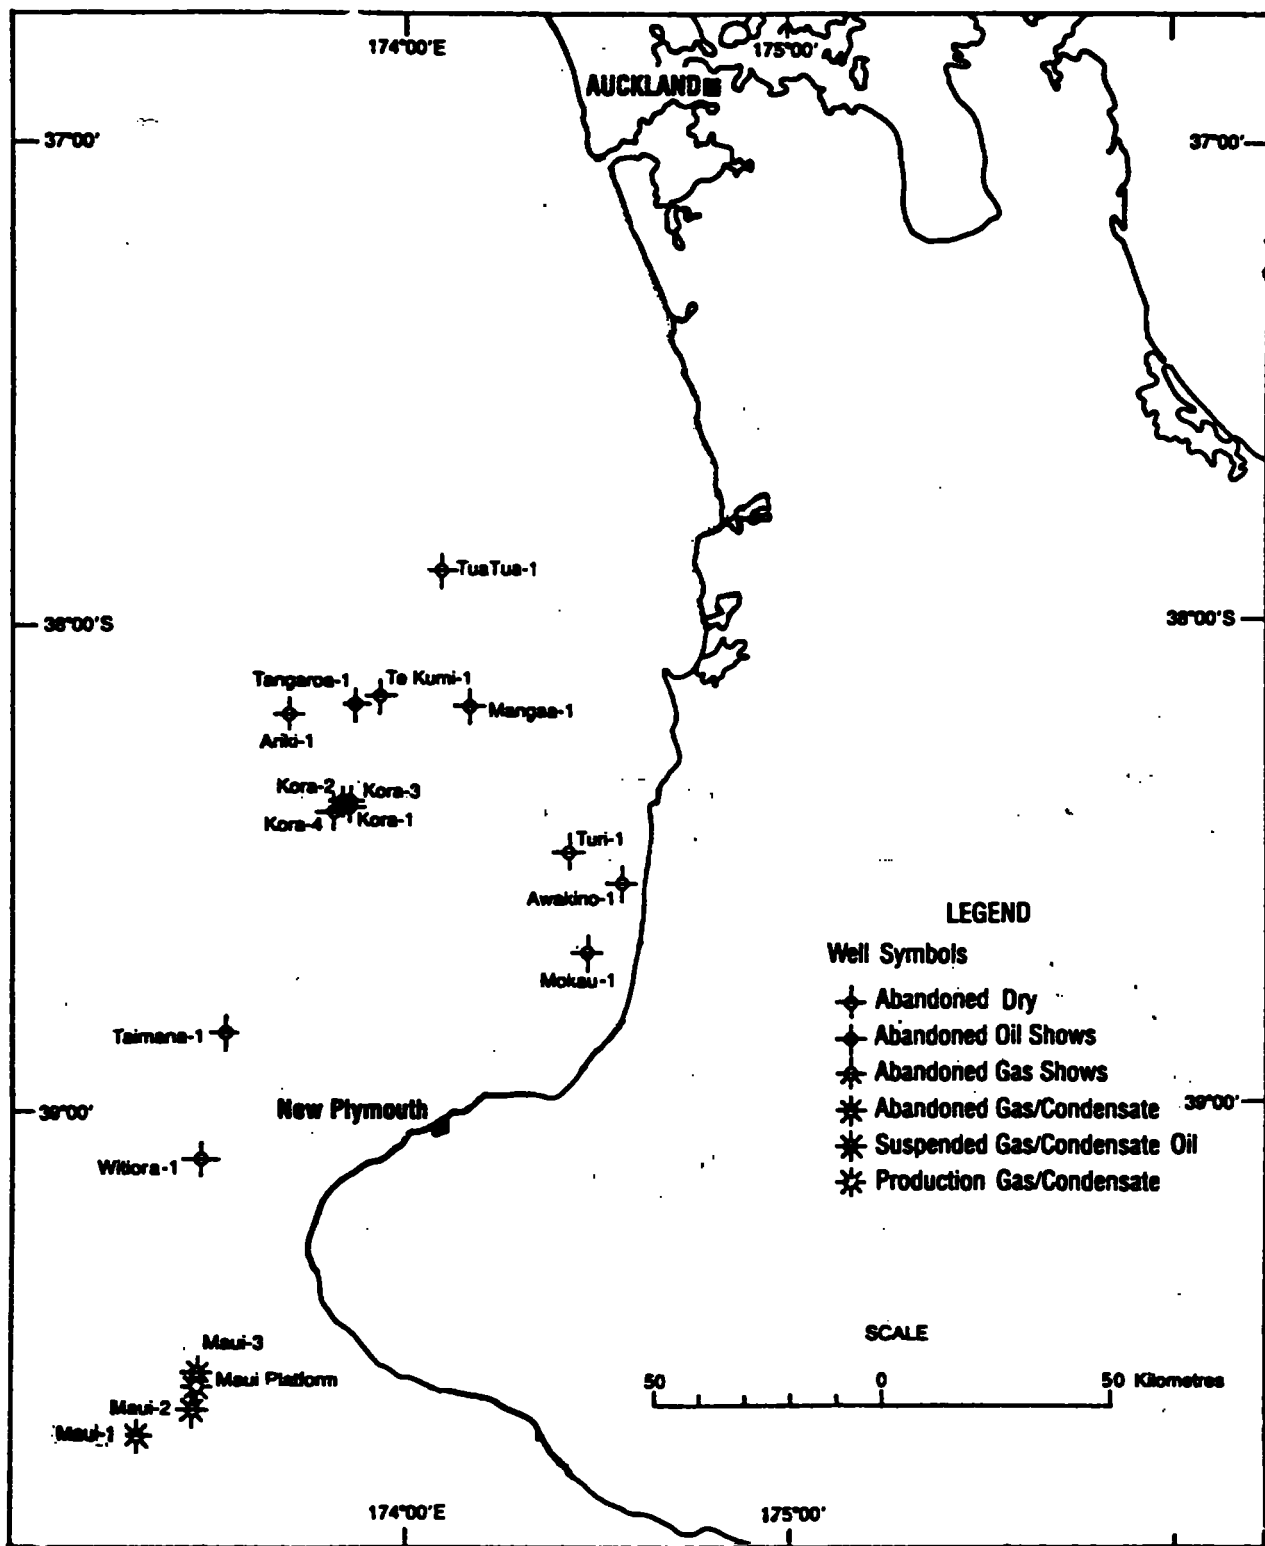 174°00'E
175°00'
AUCKLAND
37°00'
37°00'
TuaTua-1
38°00'S
38°00'S
Tangaroa-1
Te Kumi-1
Mangaa-1
Ariki-1
Kora-2
Kora-3
Kora-4
Kora-1
Turi-1
Awakino-1
LEGEND
Well Symbols
Mokau-1
Abandoned Dry
Taimana-1
Abandoned Oil Shows
Abandoned Gas Shows
New Plymouth
Abandoned Gas/Condensate
39°00'
39°00'
Suspended Gas/Condensate Oil
Witiora-1
Production Gas/Condensate
SCALE
Maui-3
Maui Platform
50 0 50 Kilometres
Maui-2
Maui-1
174°00'E
175°00'